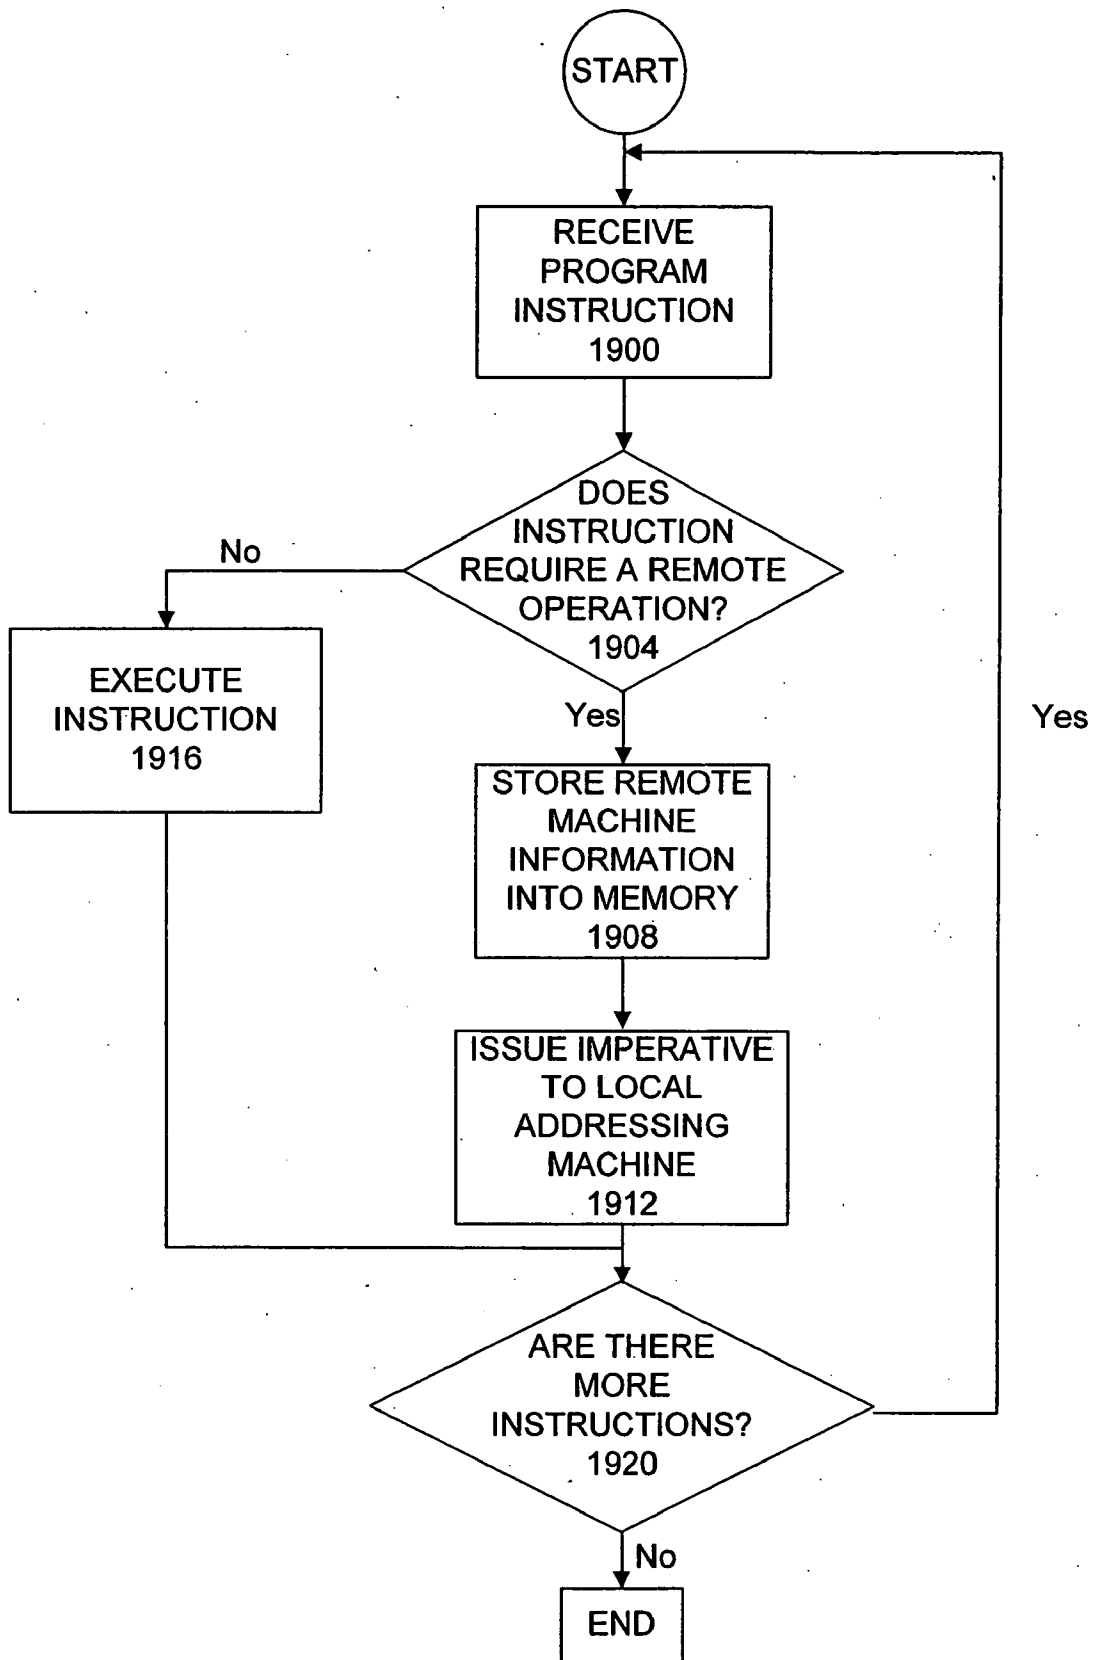 START
RECEIVE
PROGRAM
INSTRUCTION
1900
DOES
INSTRUCTION
REQUIRE A REMOTE
OPERATION?
1904
No
EXECUTE
INSTRUCTION
1916
Yes
STORE REMOTE
MACHINE
INFORMATION
INTO MEMORY
1908
ISSUE IMPERATIVE
TO LOCAL
ADDRESSING
MACHINE
1912
ARE THERE
MORE
INSTRUCTIONS?
1920
Yes
No
END